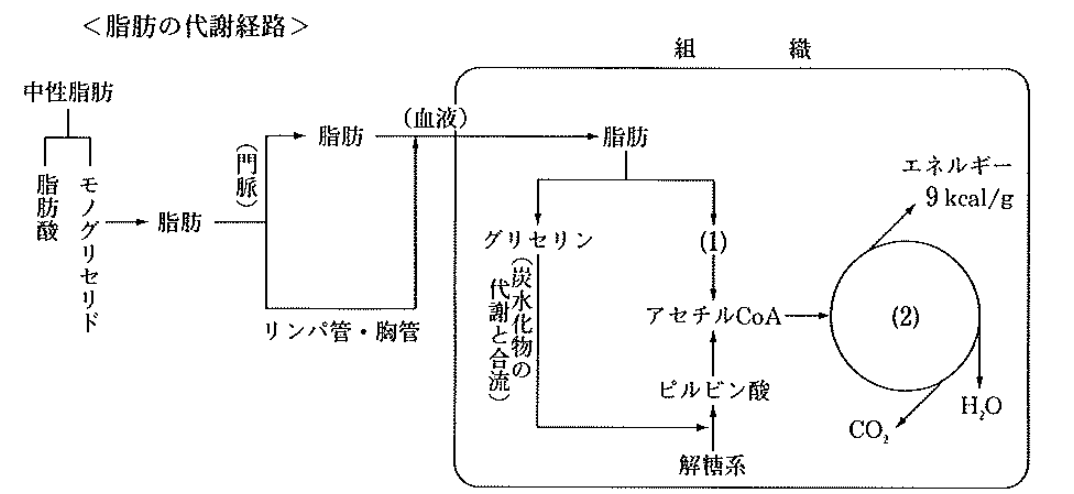 ＜脂肪の代謝経路＞
組織
中性脂肪
脂肪酸
モノグリセリド
脂肪
（門脈）
脂肪
（血液）
リンパ管・胸管
脂肪
グリセリン
（炭水化物の
代謝と合流）
(1)
アセチルCoA
ピルビン酸
解糖系
(2)
エネルギー
9 kcal/g
CO₂
H₂O